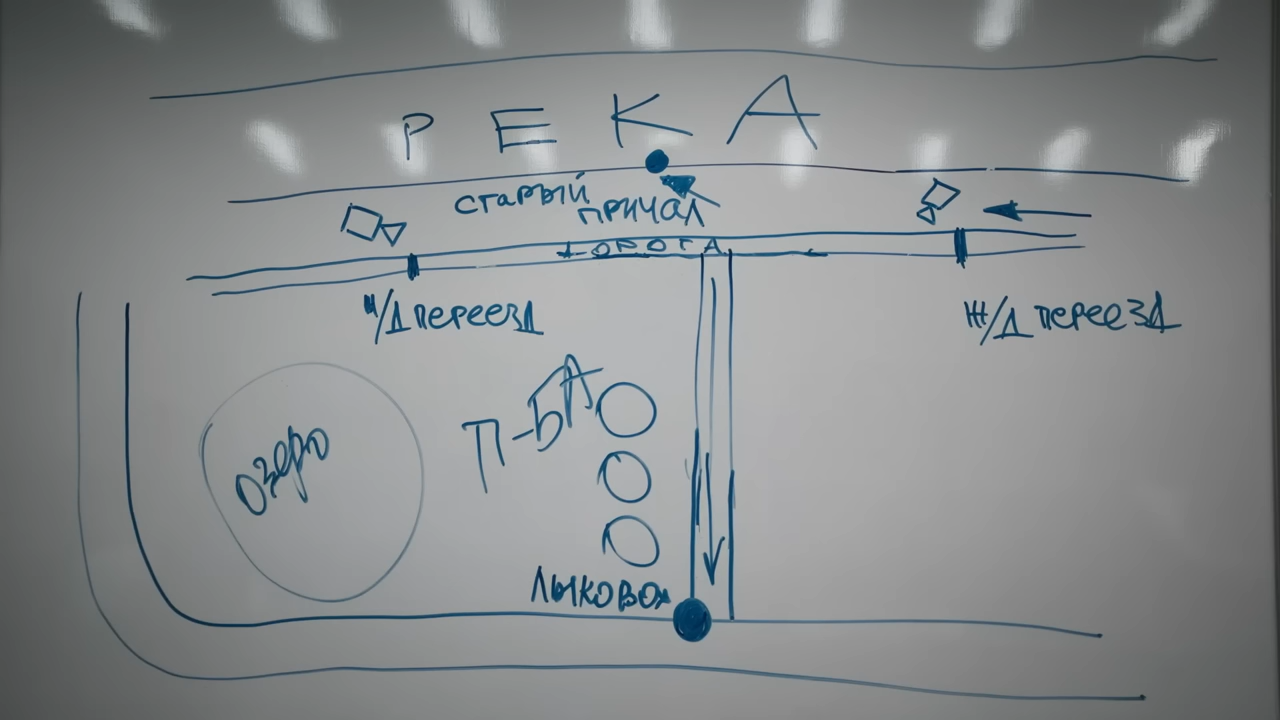 РЕКА
СТАРЫЙ
ПРИЧАЛ
ДОРОГА
Ж/Д ПЕРЕЕЗД
Ж/Д ПЕРЕЕЗД
П-БА
ОЗЕРО
ЛЫКОВО